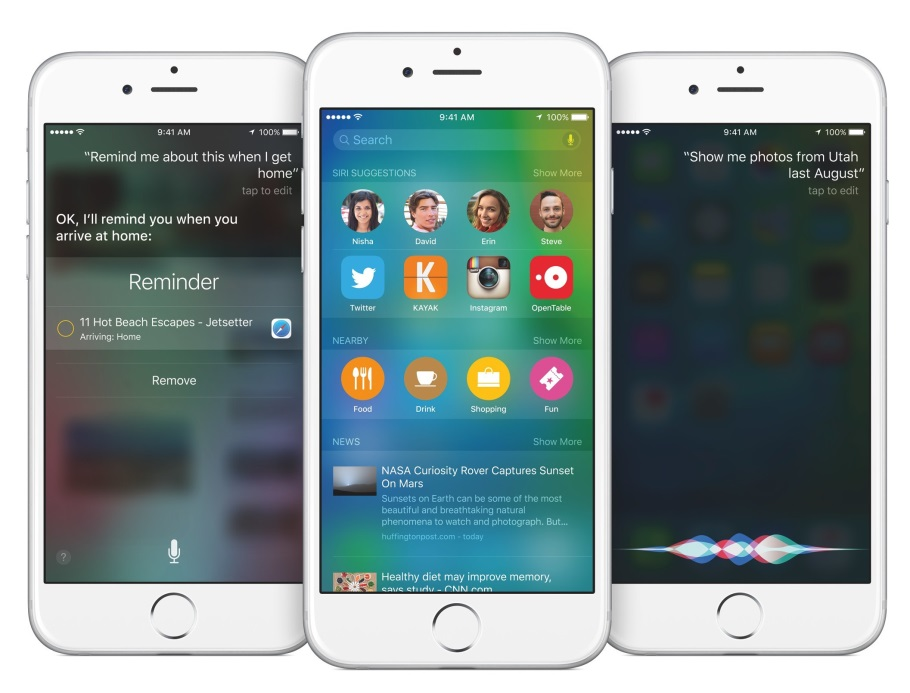 9:41 AM
100%
“Remind me about this when I get
home”
tap to edit
OK, I’ll remind you when you
arrive at home:
Reminder
11 Hot Beach Escapes - Jetsetter
Arriving: Home
Remove
?
9:41 AM
100%
Search
SIRI SUGGESTIONS
Show More
Nisha
David
Erin
Steve
K
Twitter
KAYAK
Instagram
OpenTable
NEARBY
Show More
Food
Drink
Shopping
Fun
NEWS
Show More
NASA Curiosity Rover Captures Sunset
On Mars
Sunsets on Earth can be some of the most
beautiful and breathtaking natural
phenomena to watch and photograph. But...
huffingtonpost.com - today
Healthy diet may improve memory,
says study - CNN.com
9:41 AM
100%
“Show me photos from Utah
last August”
tap to edit